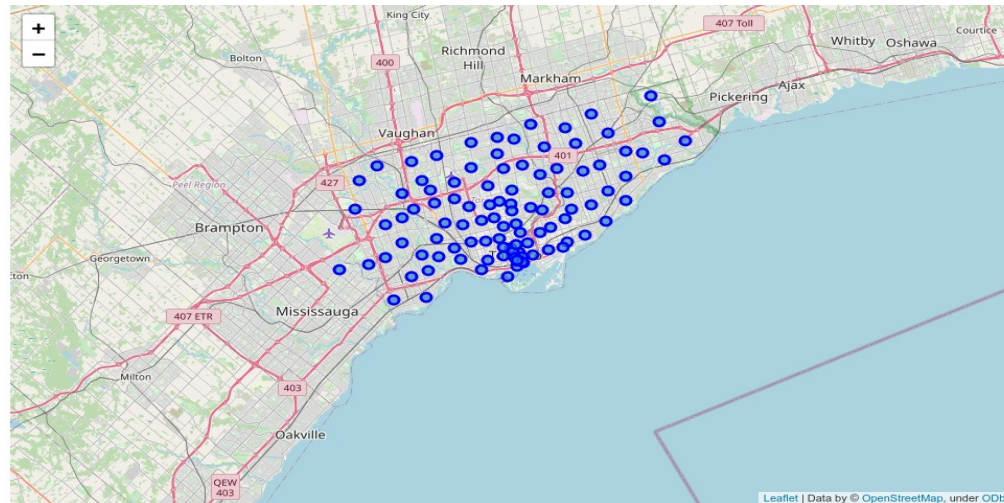 King City
407 Toll
Courtice
Whitby
Oshawa
+
−
Bolton
400
Richmond
Hill
Markham
Ajax
Pickering
Vaughan
401
Peel Region
427
Brampton
Georgetown
Mississauga
407 ETR
Milton
403
Oakville
QEW
403
Leaflet | Data by © OpenStreetMap, under ODb